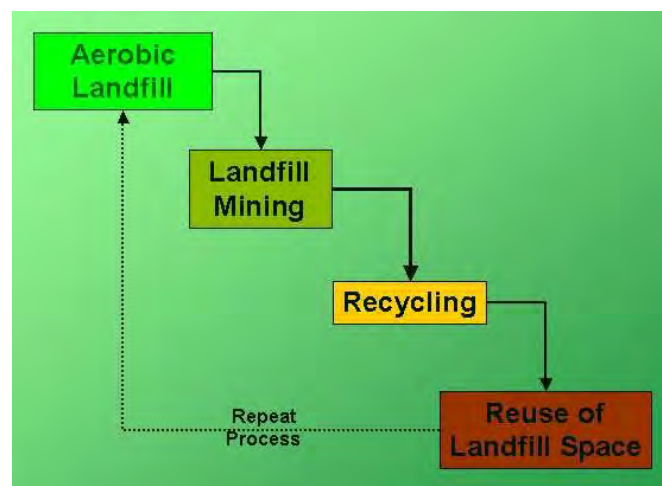 Aerobic
Landfill
Landfill
Mining
Recycling
Reuse of
Landfill Space
Repeat
Process